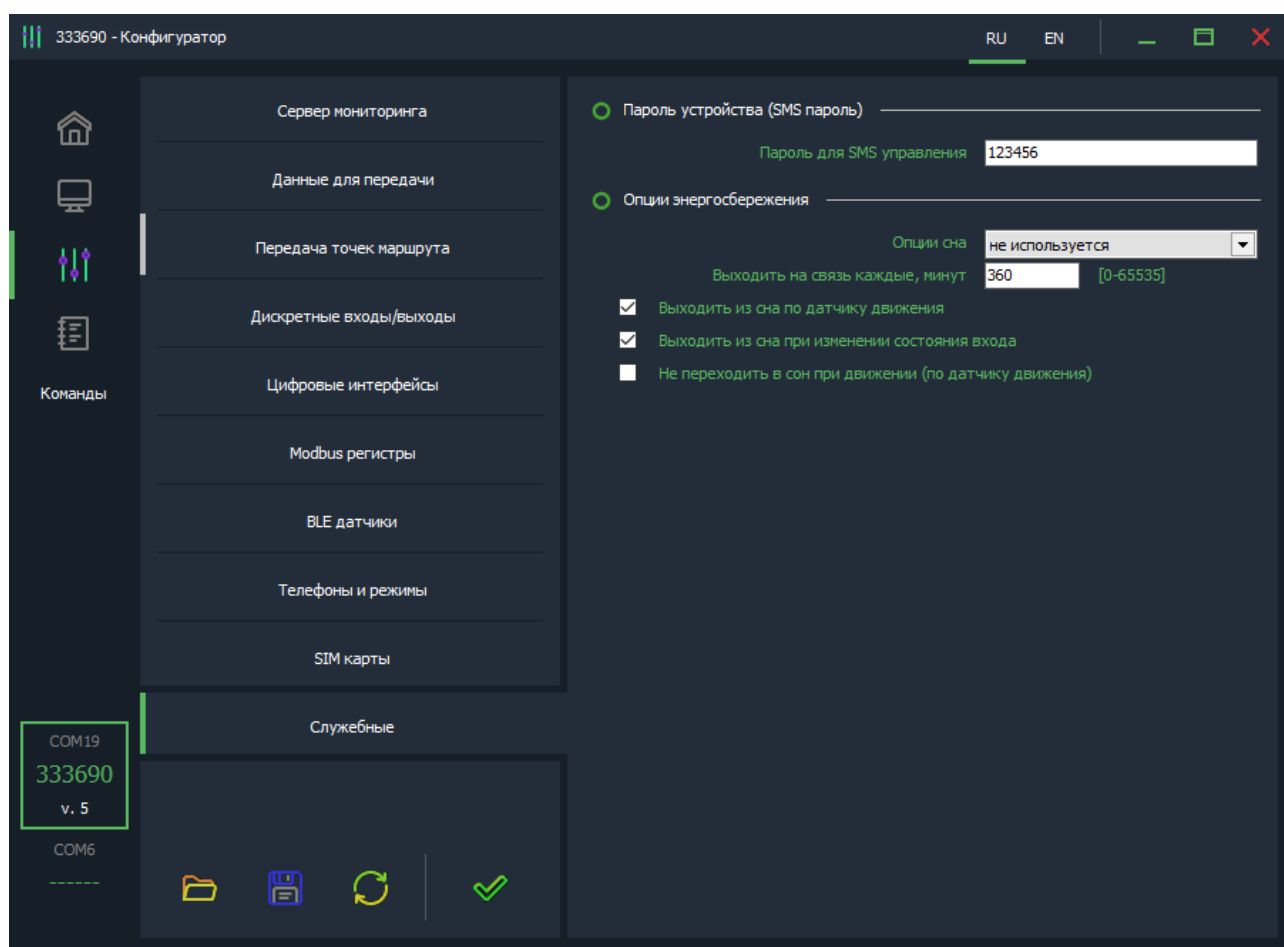 333690 - Конфигуратор
RU EN
Команды
COM19
333690
v. 5
COM6
------
Сервер мониторинга
Данные для передачи
Передача точек маршрута
Дискретные входы/выходы
Цифровые интерфейсы
Modbus регистры
BLE датчики
Телефоны и режимы
SIM карты
Служебные
Пароль устройства (SMS пароль)
Пароль для SMS управления 123456
Опции энергосбережения
Опции сна не используется
Выходить на связь каждые, минут 360 [0-65535]
Выходить из сна по датчику движения
Выходить из сна при изменении состояния входа
Не переходить в сон при движении (по датчику движения)